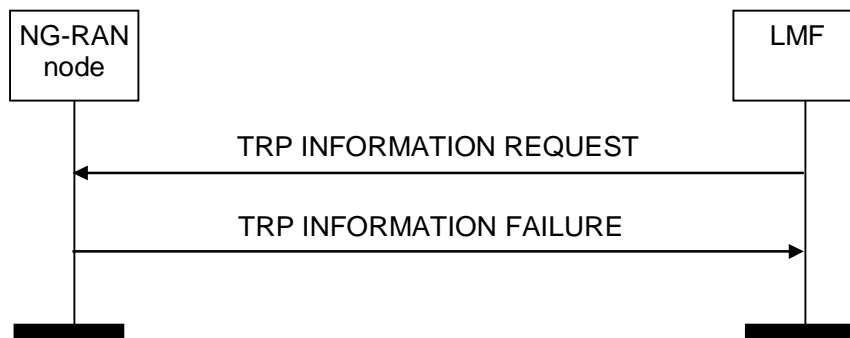 NG-RAN
node
LMF
TRP INFORMATION REQUEST
TRP INFORMATION FAILURE